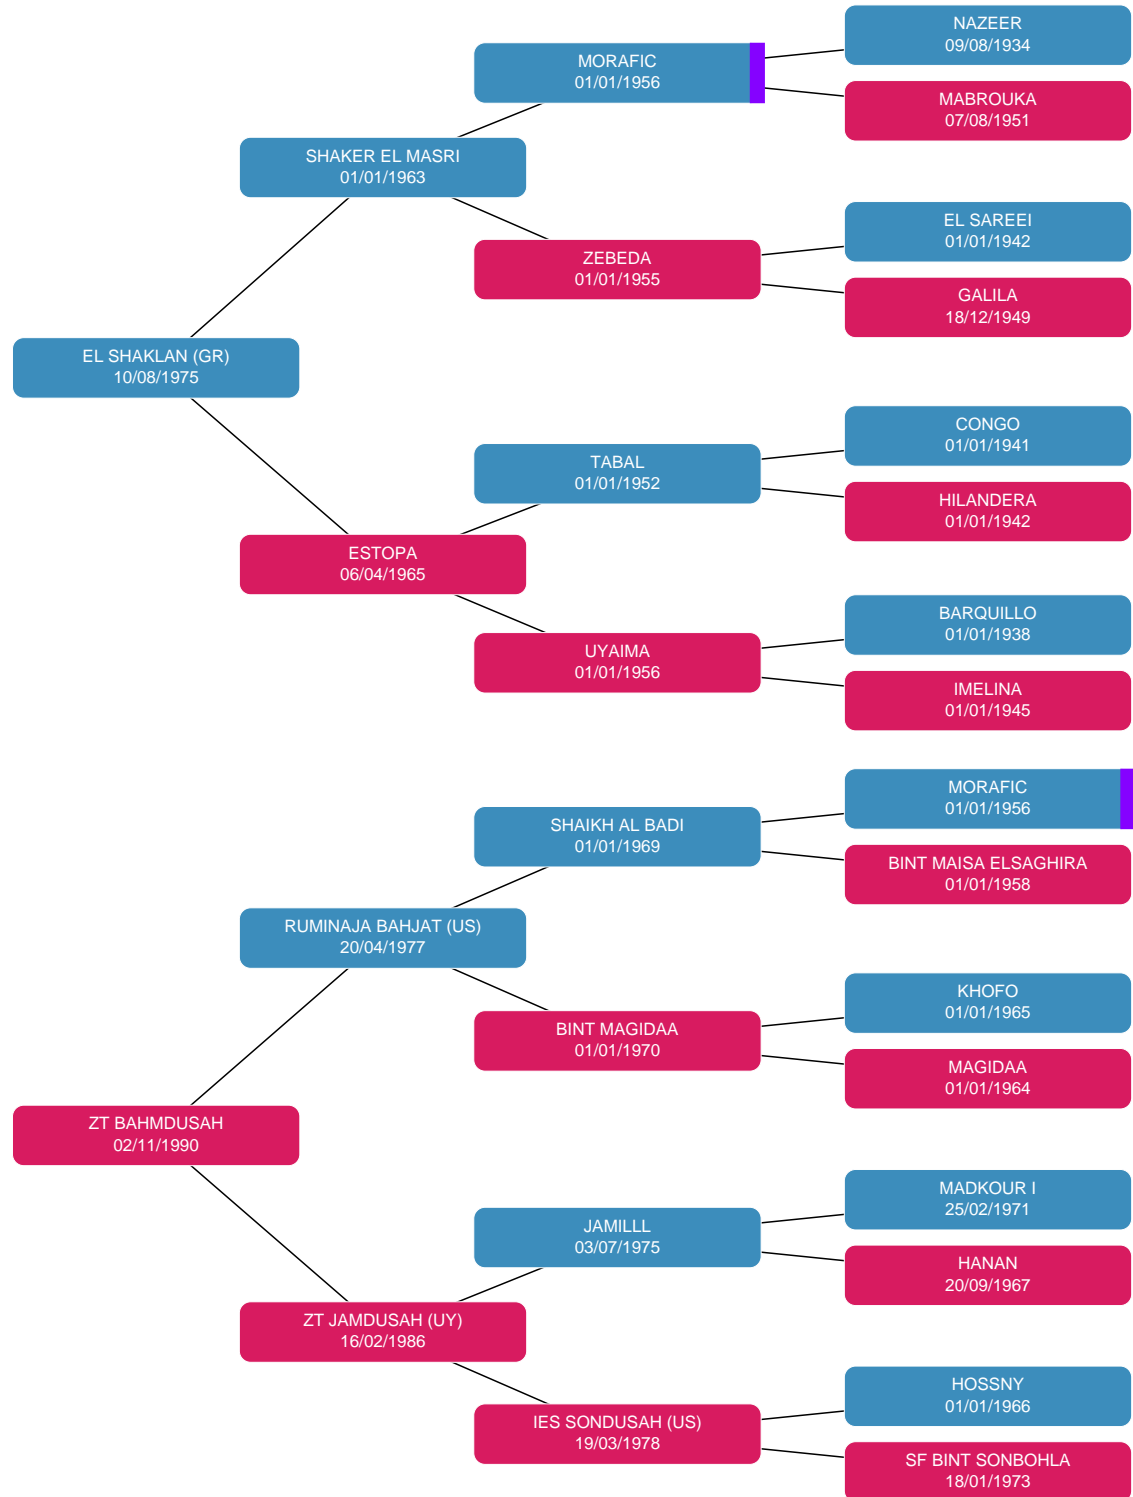 NAZEER
09/08/1934
MORAFIC
01/01/1956
MABROUKA
07/08/1951
SHAKER EL MASRI
01/01/1963
EL SAREEI
01/01/1942
ZEBEDA
01/01/1955
GALILA
18/12/1949
EL SHAKLAN (GR)
10/08/1975
CONGO
01/01/1941
TABAL
01/01/1952
HILANDERA
01/01/1942
ESTOPA
06/04/1965
BARQUILLO
01/01/1938
UYAIMA
01/01/1956
IMELINA
01/01/1945
MORAFIC
01/01/1956
SHAIKH AL BADI
01/01/1969
BINT MAISA ELSAGHIRA
01/01/1958
RUMINAJA BAHJAT (US)
20/04/1977
KHOFO
01/01/1965
BINT MAGIDAA
01/01/1970
MAGIDAA
01/01/1964
ZT BAHMDUSAH
02/11/1990
MADKOUR I
25/02/1971
JAMILLL
03/07/1975
HANAN
20/09/1967
ZT JAMDUSAH (UY)
16/02/1986
HOSSNY
01/01/1966
IES SONDUSAH (US)
19/03/1978
SF BINT SONBOHLA
18/01/1973